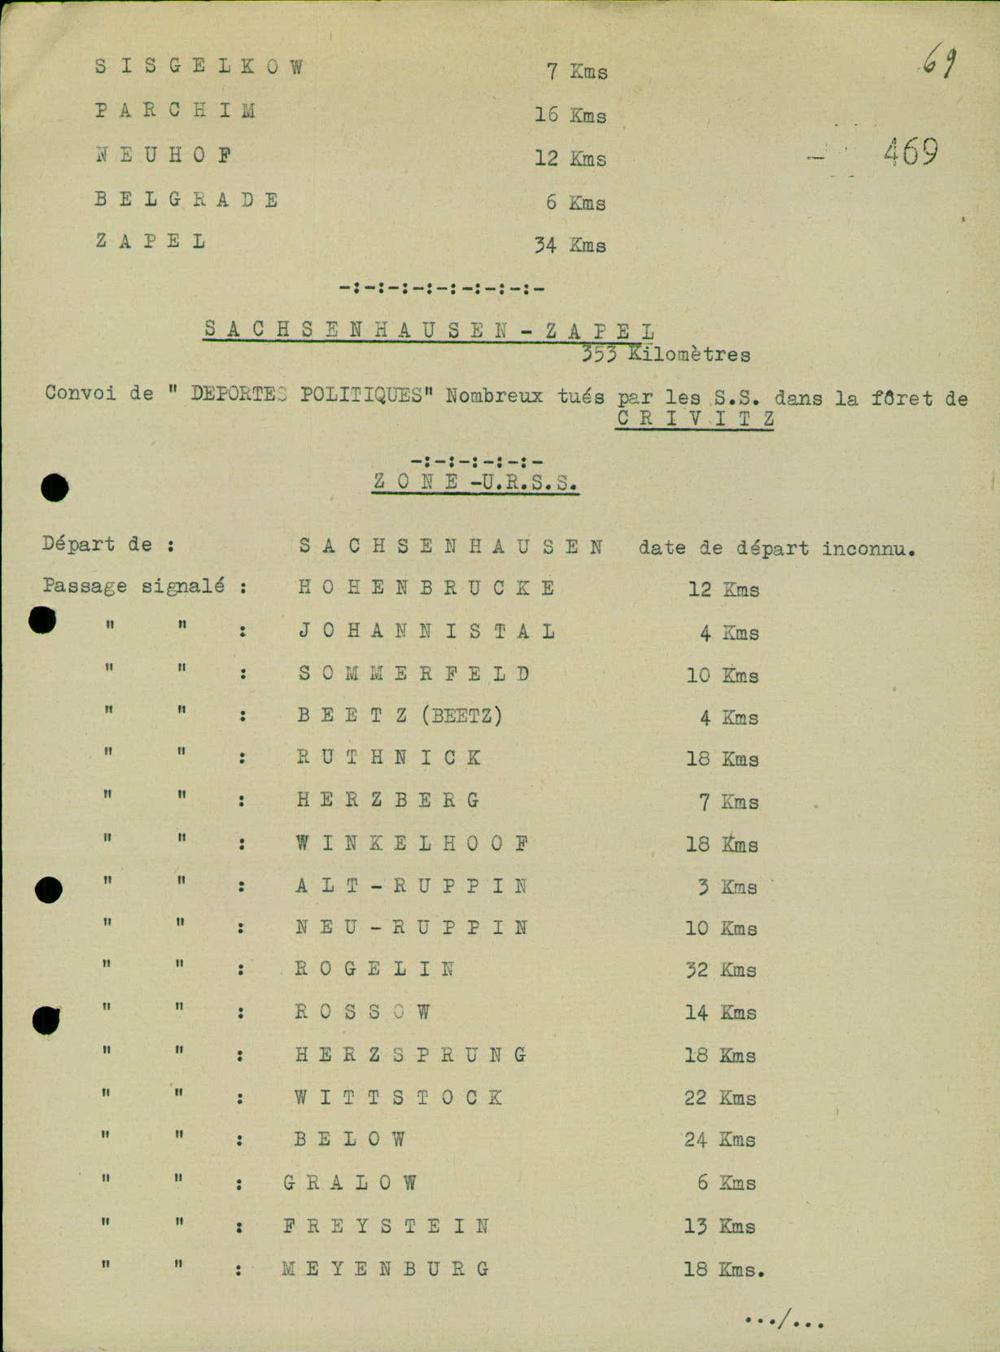 69
S I S G E L K O W 7 Kms
P A R C H I M 16 Kms
N E U H O F 12 Kms
- 469
B E L G R A D E 6 Kms
Z A P E L 34 Kms
-:-:-:-:-:-:-:-:-
S A C H S E N H A U S E N - Z A P E L
353 Kilomètres
Convoi de " DEPORTES POLITIQUES" Nombreux tués par les S.S. dans la fôret de
C R I V I T Z
-:-:-:-:-:-
Z O N E -U.R.S.S.
Départ de : S A C H S E N H A U S E N date de départ inconnu.
Passage signalé : H O H E N B R U C K E 12 Kms
" " : J O H A N N I S T A L 4 Kms
" " : S O M M E R F E L D 10 Kms
" " : B E E T Z (BEETZ) 4 Kms
" " : R U T H N I C K 18 Kms
" " : H E R Z B E R G 7 Kms
" " : W I N K E L H O O F 18 Kms
" " : A L T - R U P P I N 3 Kms
" " : N E U - R U P P I N 10 Kms
" " : R O G E L I N 32 Kms
" " : R O S S O W 14 Kms
" " : H E R Z S P R U N G 18 Kms
" " : W I T T S T O C K 22 Kms
" " : B E L O W 24 Kms
" " : G R A L O W 6 Kms
" " : F R E Y S T E I N 13 Kms
" " : M E Y E N B U R G 18 Kms.
.../...